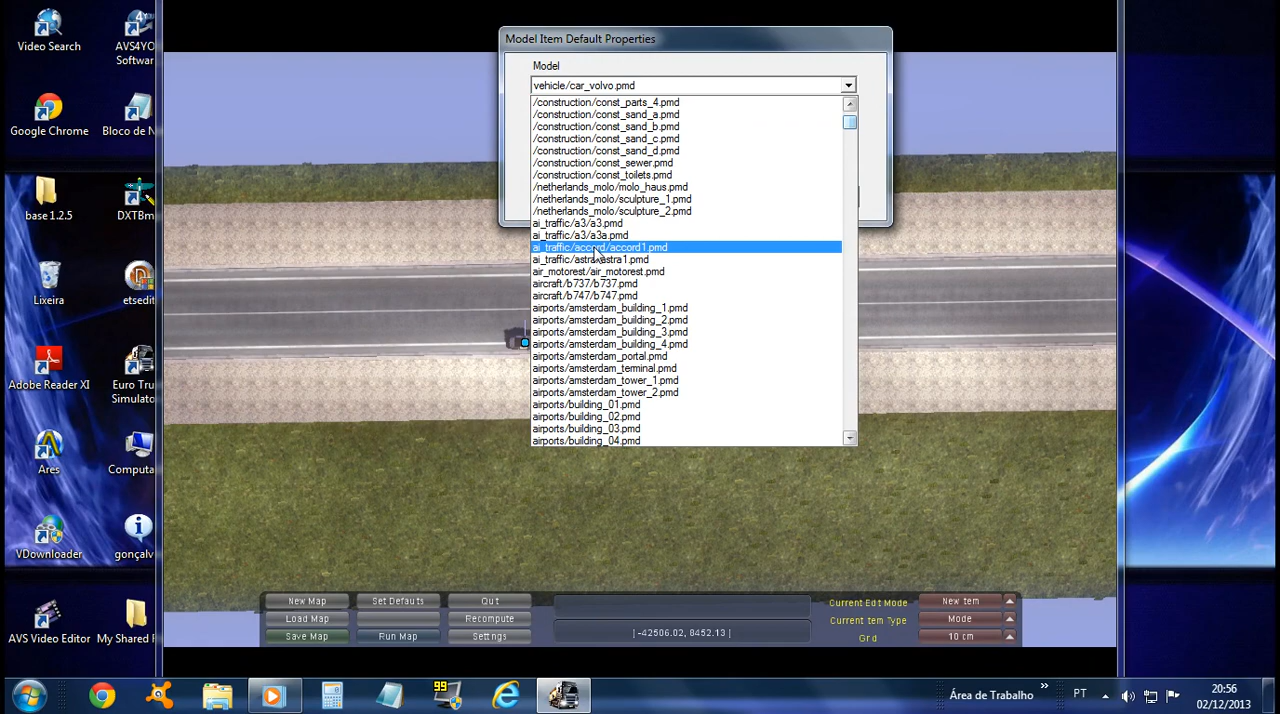 Video Search
AVS4YO
Software
Google Chrome
Bloco de N
base 1.2.5
DXTBm
Lixeira
etsedit
Adobe Reader XI
Euro Tru
Simulato
Ares
Computa
VDownloader
gonçalv
AVS Video Editor
My Shared F
Model Item Default Properties
Model
vehicle/car_volvo.pmd
/construction/const_parts_4.pmd
/construction/const_sand_a.pmd
/construction/const_sand_b.pmd
/construction/const_sand_c.pmd
/construction/const_sand_d.pmd
/construction/const_sewer.pmd
/construction/const_toilets.pmd
/netherlands_molo/molo_haus.pmd
/netherlands_molo/sculpture_1.pmd
/netherlands_molo/sculpture_2.pmd
ai_traffic/a3/a3.pmd
ai_traffic/a3/a3a.pmd
ai_traffic/accord/accord1.pmd
ai_traffic/astra/astra1.pmd
air_motorest/air_motorest.pmd
aircraft/b737/b737.pmd
aircraft/b747/b747.pmd
airports/amsterdam_building_1.pmd
airports/amsterdam_building_2.pmd
airports/amsterdam_building_3.pmd
airports/amsterdam_building_4.pmd
airports/amsterdam_portal.pmd
airports/amsterdam_terminal.pmd
airports/amsterdam_tower_1.pmd
airports/amsterdam_tower_2.pmd
airports/building_01.pmd
airports/building_02.pmd
airports/building_03.pmd
airports/building_04.pmd
New Map
Set Defaults
Quit
Load Map
Recompute
Save Map
Run Map
Settings
| -42506.02, 8452.13 |
Current Edit Mode
New item
Current item Type
Model
Grid
10 cm
99
Área de Trabalho
»
PT
20:56
02/12/2013